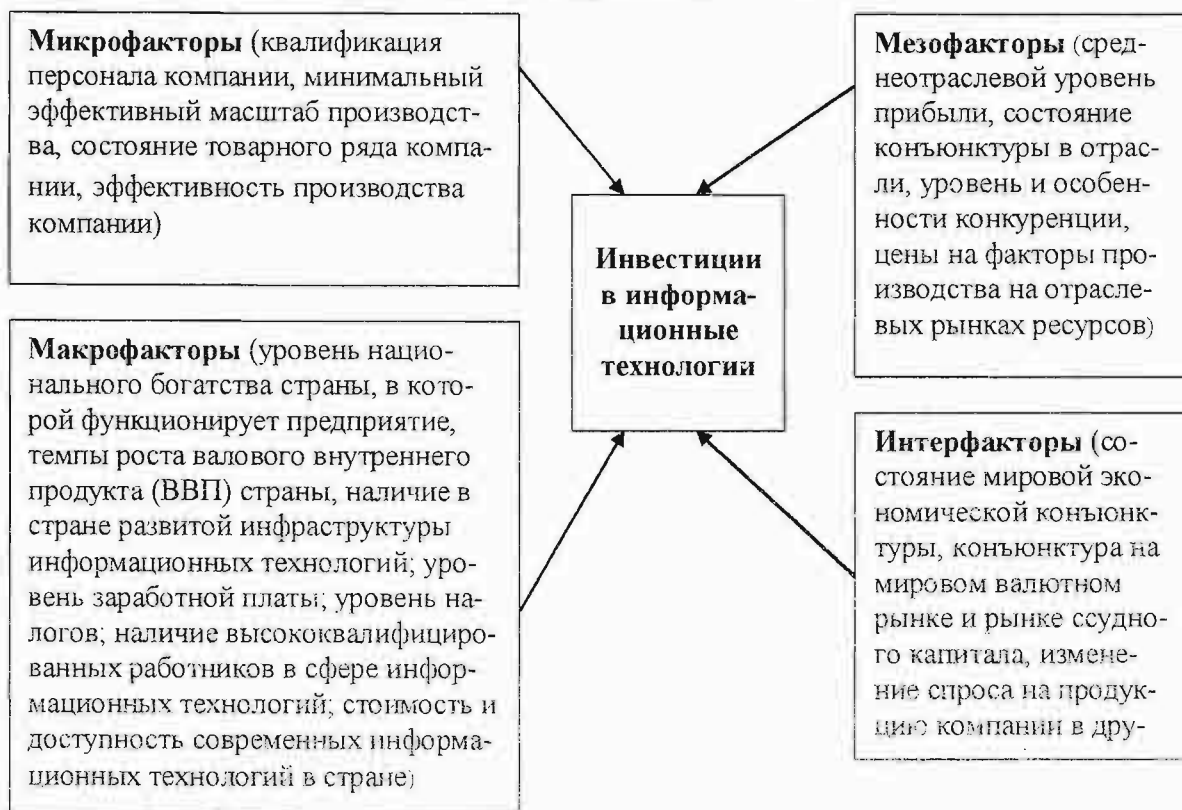 Микрофакторы (квалификация
персонала компании, минимальный
эффективный масштаб производст-
ва, состояние товарного ряда компа-
нии, эффективность производства
компании)
Мезофакторы (сред-
неотраслевой уровень
прибыли, состояние
конъюнктуры в отрас-
ли, уровень и особен-
ности конкуренции,
цены на факторы про-
изводства на отрасле-
вых рынках ресурсов)
Инвестиции
в информа-
ционные
технологии
Макрофакторы (уровень нацио-
нального богатства страны, в кото-
рой функционирует предприятие,
темпы роста валового внутреннего
продукта (ВВП) страны, наличие в
стране развитой инфраструктуры
информационных технологий; уро-
вень заработной платы; уровень на-
логов; наличие высококвалифициро-
ванных работников в сфере инфор-
мационных технологий; стоимость и
доступность современных информа-
ционных технологий в стране)
Интерфакторы (со-
стояние мировой эко-
номической конъюнк-
туры, конъюнктура на
мировом валютном
рынке и рынке ссудно-
го капитала, измене-
ние спроса на продук-
цию компании в дру-